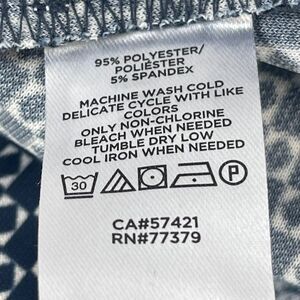 95% POLYESTER/
POLIÉSTER
5% SPANDEX
MACHINE WASH COLD
DELICATE CYCLE WITH LIKE
COLORS
ONLY NON-CHLORINE
BLEACH WHEN NEEDED
TUMBLE DRY LOW
COOL IRON WHEN NEEDED
30 P
CA#57421
RN#77379